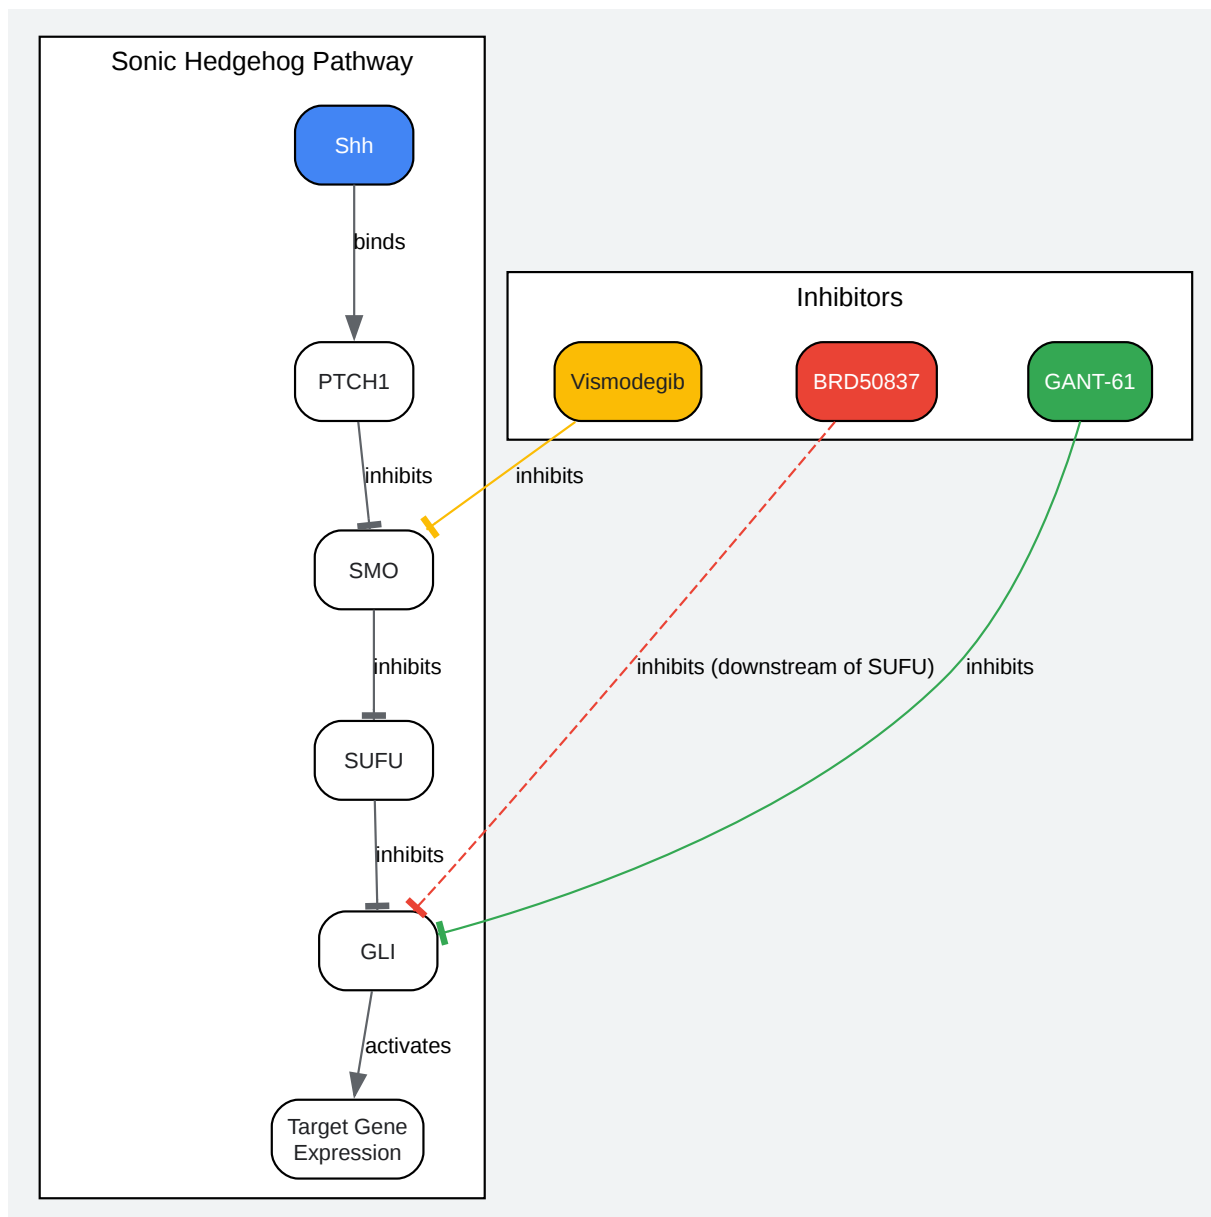 Sonic Hedgehog Pathway
Shh
binds
Inhibitors
PTCH1
Vismodegib
BRD50837
GANT-61
inhibits
inhibits
SMO
inhibits
inhibits (downstream of SUFU)
inhibits
SUFU
inhibits
GLI
activates
Target Gene
Expression